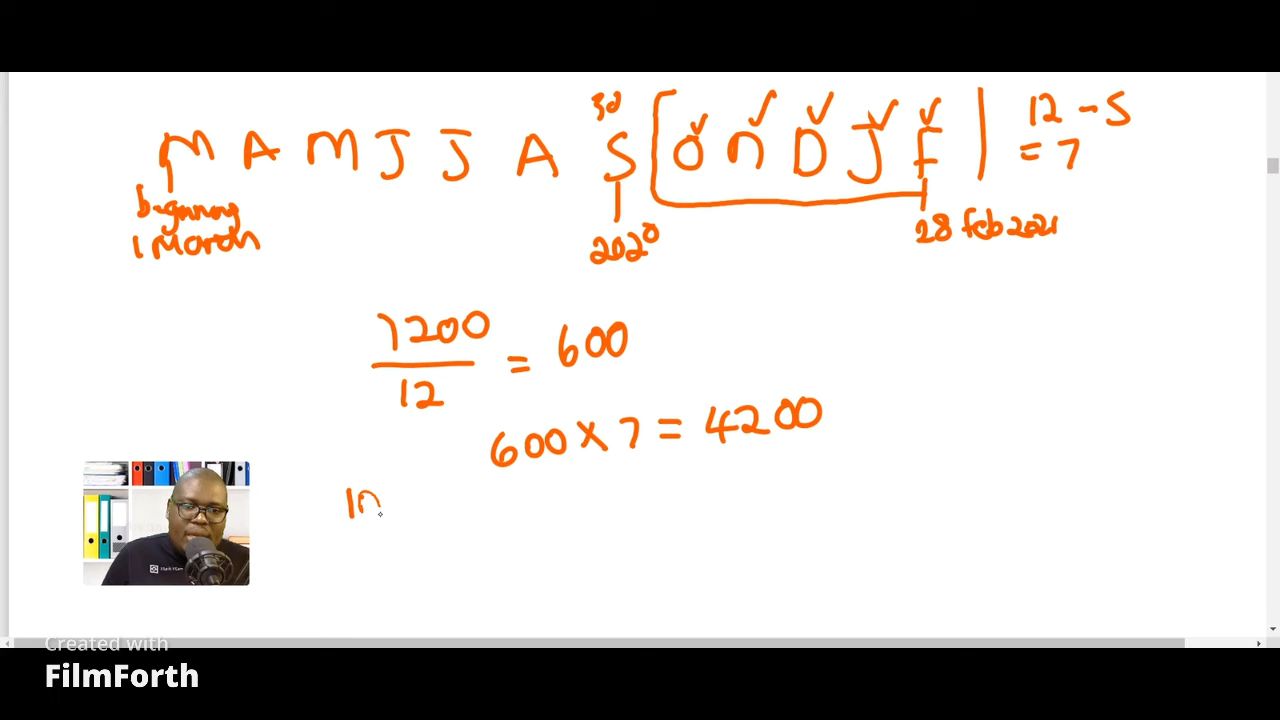 30
M A M J J A S [O N D J F | 12 - 5
= 7
beginning
1 March
2020
28 Feb 2021
7200
12
= 600
600 x 7 = 4200
In
Created with
FilmForth